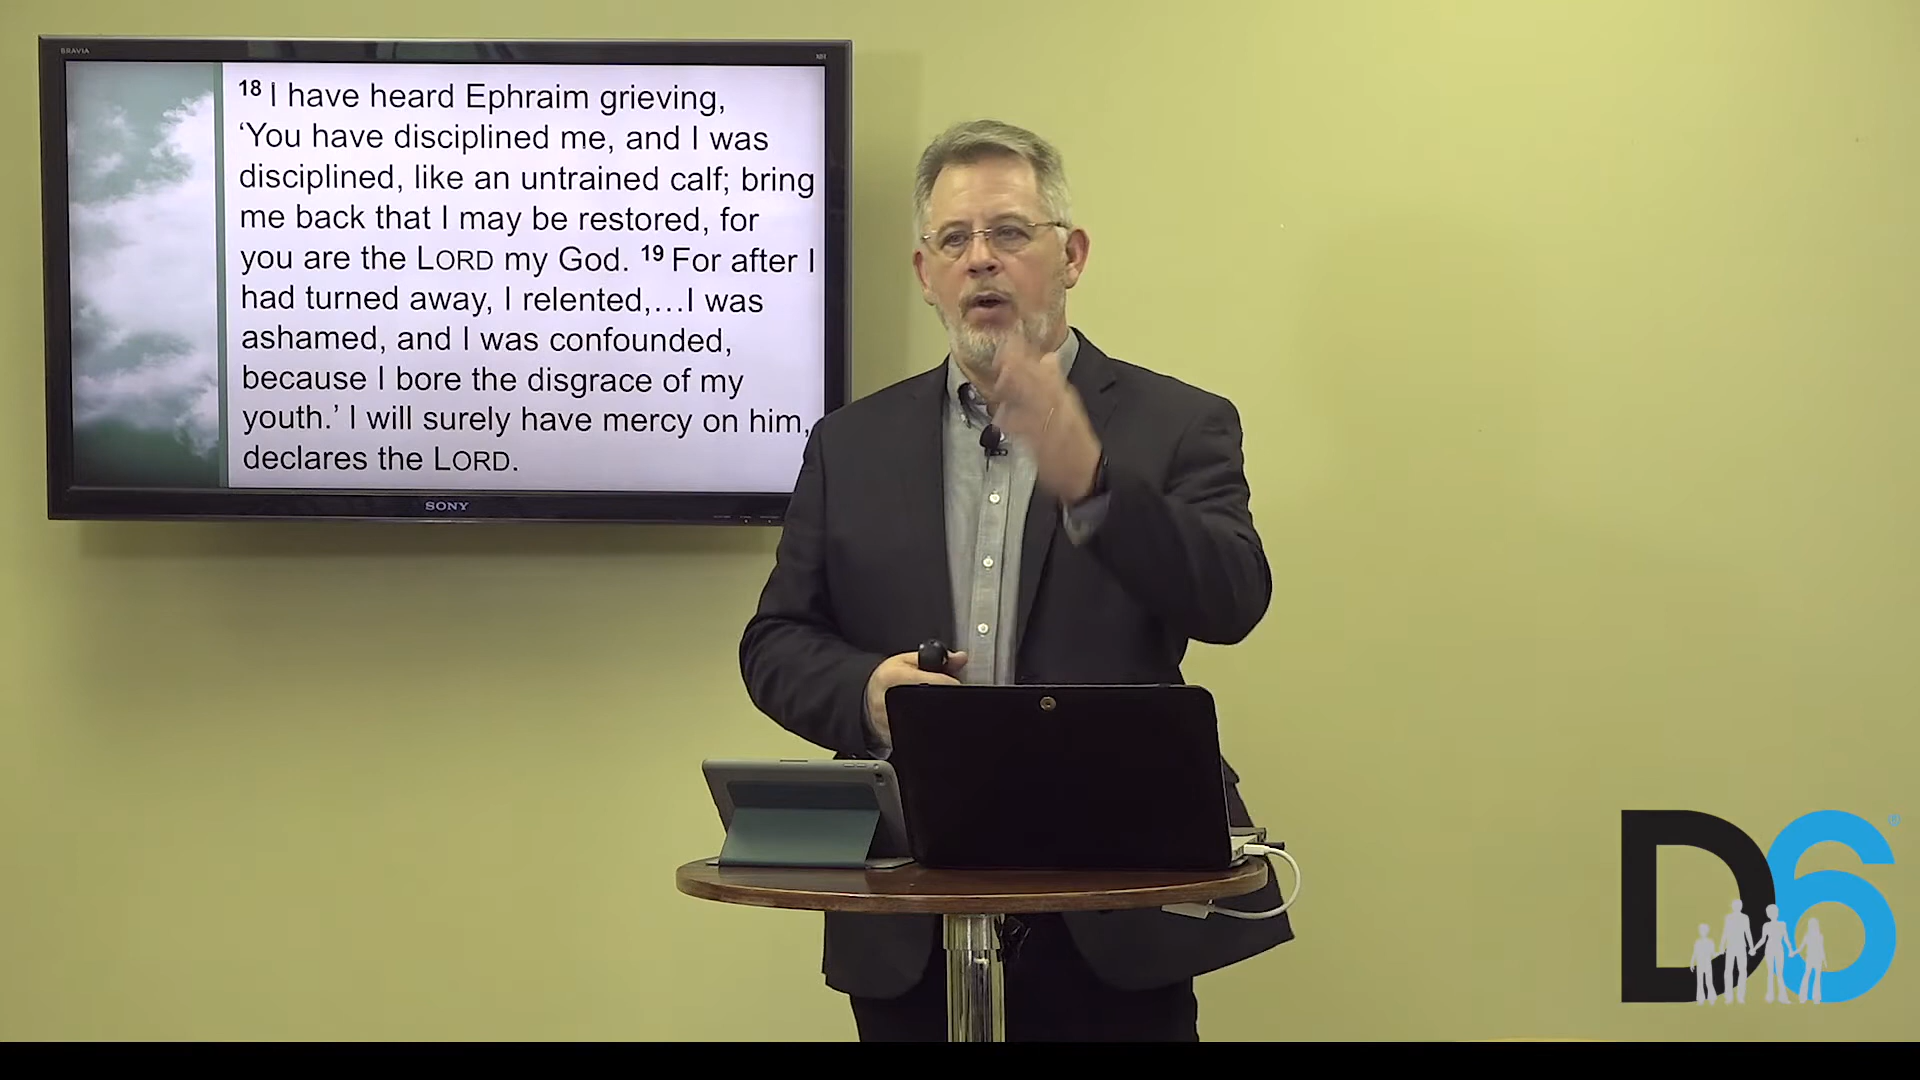 BRAVIA
18 I have heard Ephraim grieving,
‘You have disciplined me, and I was
disciplined, like an untrained calf; bring
me back that I may be restored, for
you are the LORD my God. 19 For after I
had turned away, I relented,…I was
ashamed, and I was confounded,
because I bore the disgrace of my
youth.’ I will surely have mercy on him,
declares the LORD.
SONY
D6®